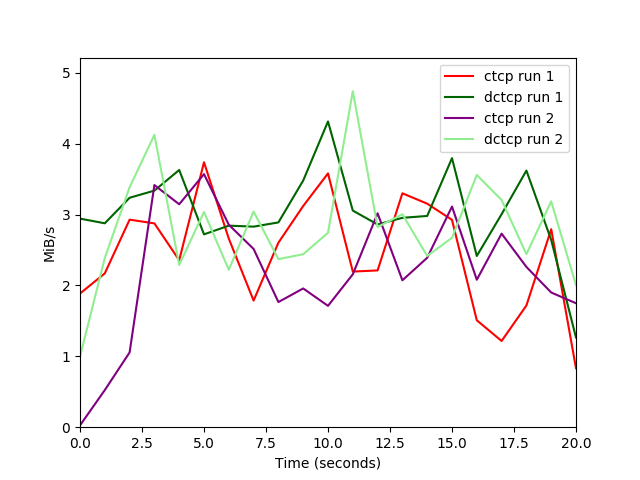 ctcp run 1
dctcp run 1
ctcp run 2
dctcp run 2
MiB/s
5
4
3
2
1
0
0.0 2.5 5.0 7.5 10.0 12.5 15.0 17.5 20.0
Time (seconds)